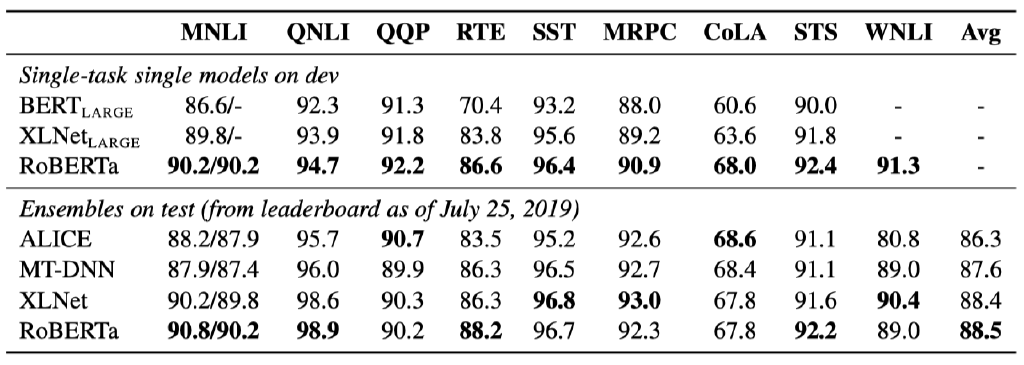 MNLI QNLI QQP RTE SST MRPC CoLA STS WNLI Avg
Single-task single models on dev
BERTLARGE 86.6/- 92.3 91.3 70.4 93.2 88.0 60.6 90.0 - -
XLNetLARGE 89.8/- 93.9 91.8 83.8 95.6 89.2 63.6 91.8 - -
RoBERTa 90.2/90.2 94.7 92.2 86.6 96.4 90.9 68.0 92.4 91.3 -
Ensembles on test (from leaderboard as of July 25, 2019)
ALICE 88.2/87.9 95.7 90.7 83.5 95.2 92.6 68.6 91.1 80.8 86.3
MT-DNN 87.9/87.4 96.0 89.9 86.3 96.5 92.7 68.4 91.1 89.0 87.6
XLNet 90.2/89.8 98.6 90.3 86.3 96.8 93.0 67.8 91.6 90.4 88.4
RoBERTa 90.8/90.2 98.9 90.2 88.2 96.7 92.3 67.8 92.2 89.0 88.5